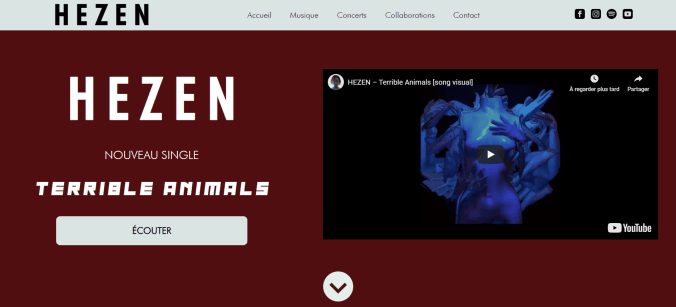 HEZEN
Accueil Musique Concerts Collaborations Contact
HEZEN
NOUVEAU SINGLE
TERRIBLE ANIMALS
ÉCOUTER
HEZEN – Terrible Animals [song visual]
À regarder plus tard
Partager
YouTube